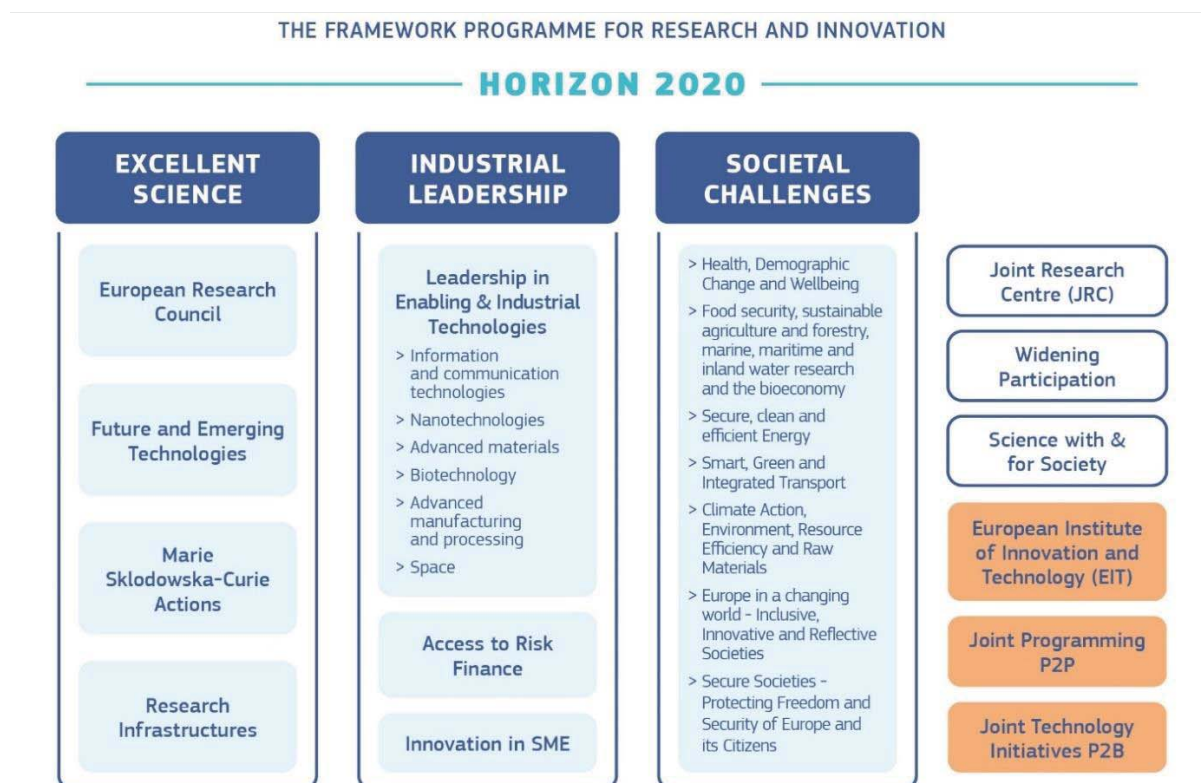 THE FRAMEWORK PROGRAMME FOR RESEARCH AND INNOVATION
HORIZON 2020
EXCELLENT
SCIENCE
European Research
Council
Future and Emerging
Technologies
Marie
Sklodowska-Curie
Actions
Research
Infrastructures
INDUSTRIAL
LEADERSHIP
Leadership in
Enabling & Industrial
Technologies
> Information
and communication
technologies
> Nanotechnologies
> Advanced materials
> Biotechnology
> Advanced
manufacturing
and processing
> Space
Access to Risk
Finance
Innovation in SME
SOCIETAL
CHALLENGES
> Health, Demographic
Change and Wellbeing
> Food security, sustainable
agriculture and forestry,
marine, maritime and
inland water research
and the bioeconomy
> Secure, clean and
efficient Energy
> Smart, Green and
Integrated Transport
> Climate Action,
Environment, Resource
Efficiency and Raw
Materials
> Europe in a changing
world - Inclusive,
Innovative and Reflective
Societies
> Secure Societies -
Protecting Freedom and
Security of Europe and
its Citizens
Joint Research
Centre (JRC)
Widening
Participation
Science with &
for Society
European Institute
of Innovation and
Technology (EIT)
Joint Programming
P2P
Joint Technology
Initiatives P2B